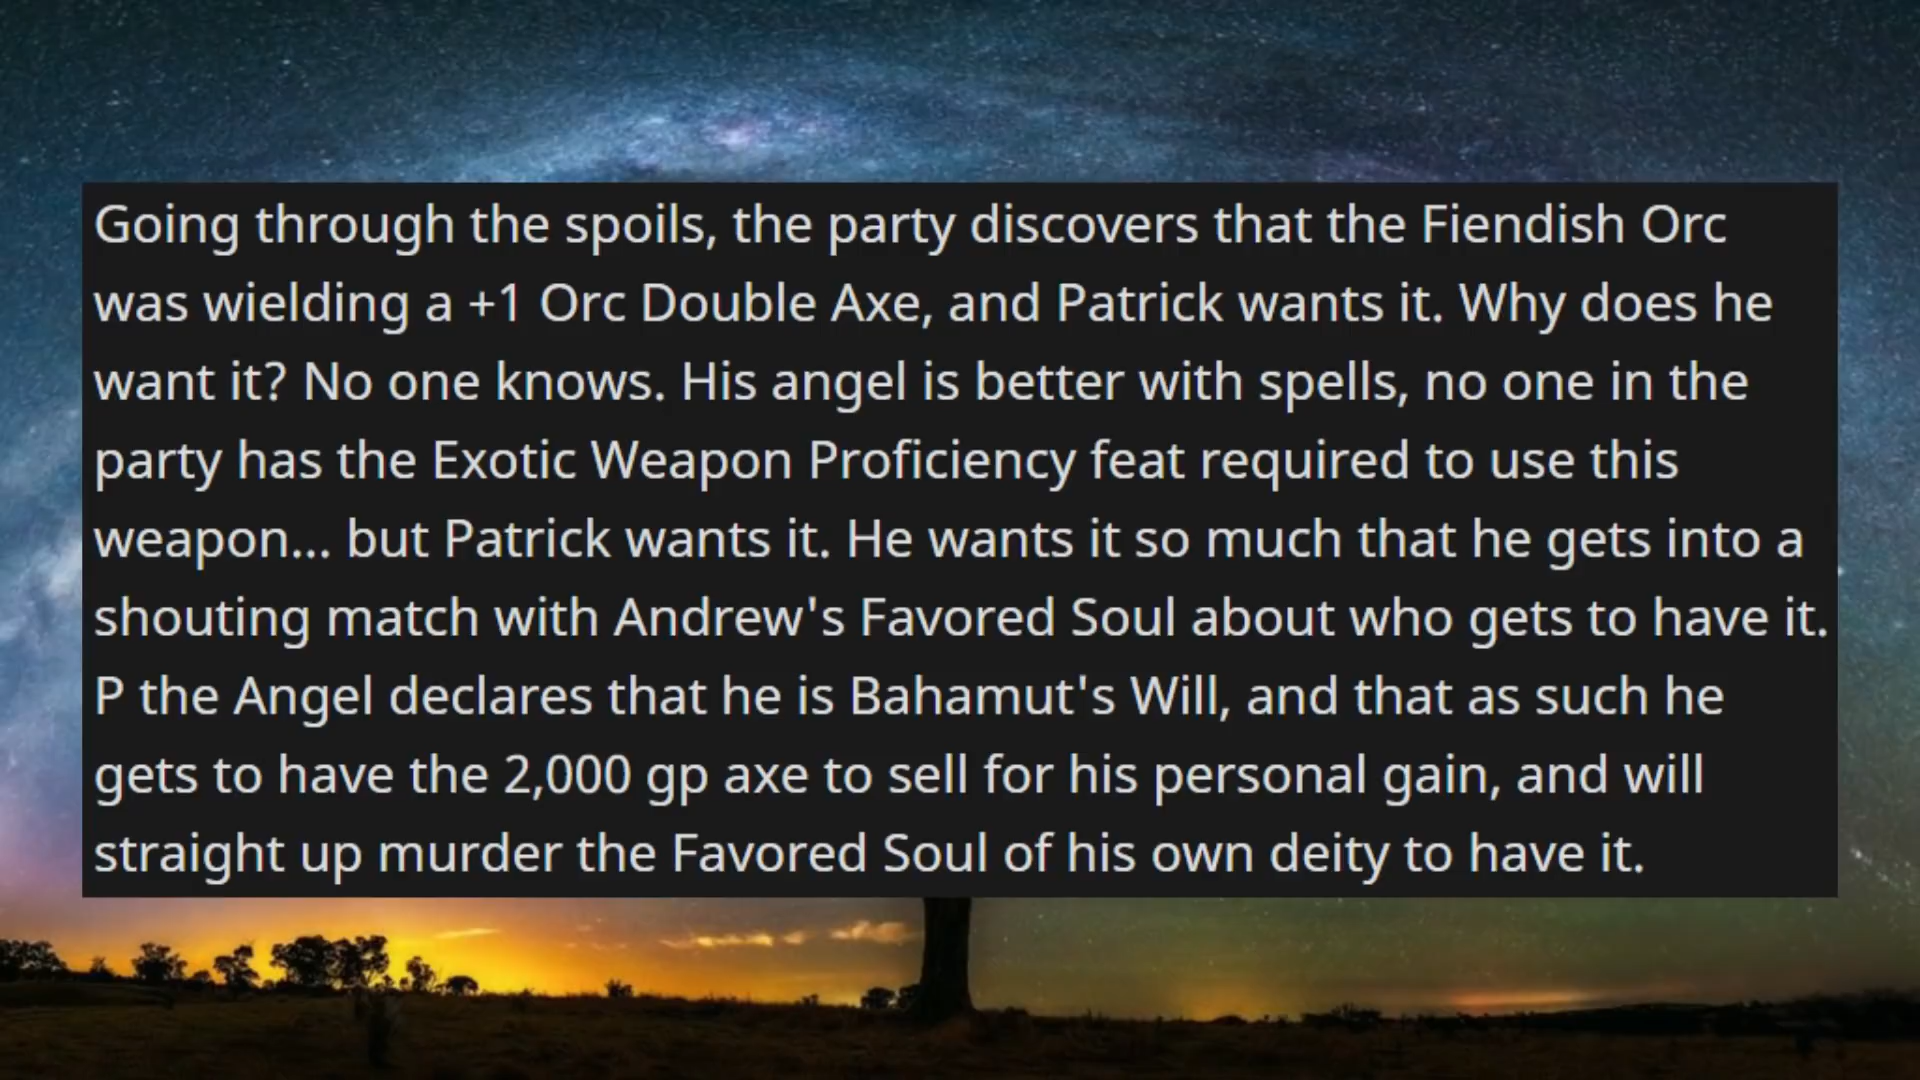 Going through the spoils, the party discovers that the Fiendish Orc
was wielding a +1 Orc Double Axe, and Patrick wants it. Why does he
want it? No one knows. His angel is better with spells, no one in the
party has the Exotic Weapon Proficiency feat required to use this
weapon... but Patrick wants it. He wants it so much that he gets into a
shouting match with Andrew's Favored Soul about who gets to have it.
P the Angel declares that he is Bahamut's Will, and that as such he
gets to have the 2,000 gp axe to sell for his personal gain, and will
straight up murder the Favored Soul of his own deity to have it.